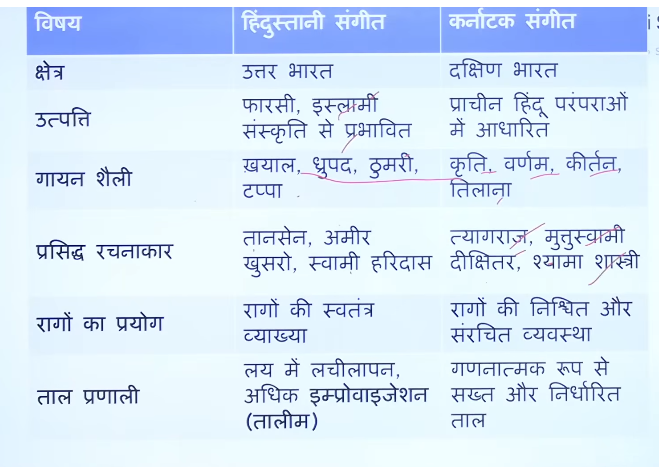 विषय हिंदुस्तानी संगीत कर्नाटक संगीत
क्षेत्र उत्तर भारत दक्षिण भारत
उत्पत्ति
फारसी, इस्लामी
संस्कृति से प्रभावित
प्राचीन हिंदू परंपराओं
में आधारित
गायन शैली
ख़याल, ध्रुपद, ठुमरी,
टप्पा
कृति, वर्णम, कीर्तन,
तिलाना
प्रसिद्ध रचनाकार
तानसेन, अमीर
खुसरो, स्वामी हरिदास
त्यागराज, मुत्तुस्वामी
दीक्षितर, श्यामा शास्त्री
रागों का प्रयोग
रागों की स्वतंत्र
व्याख्या
रागों की निश्चित और
संरचित व्यवस्था
ताल प्रणाली
लय में लचीलापन,
अधिक इम्प्रोवाइजेशन
(तालीम)
गणनात्मक रूप से
सख्त और निर्धारित
ताल